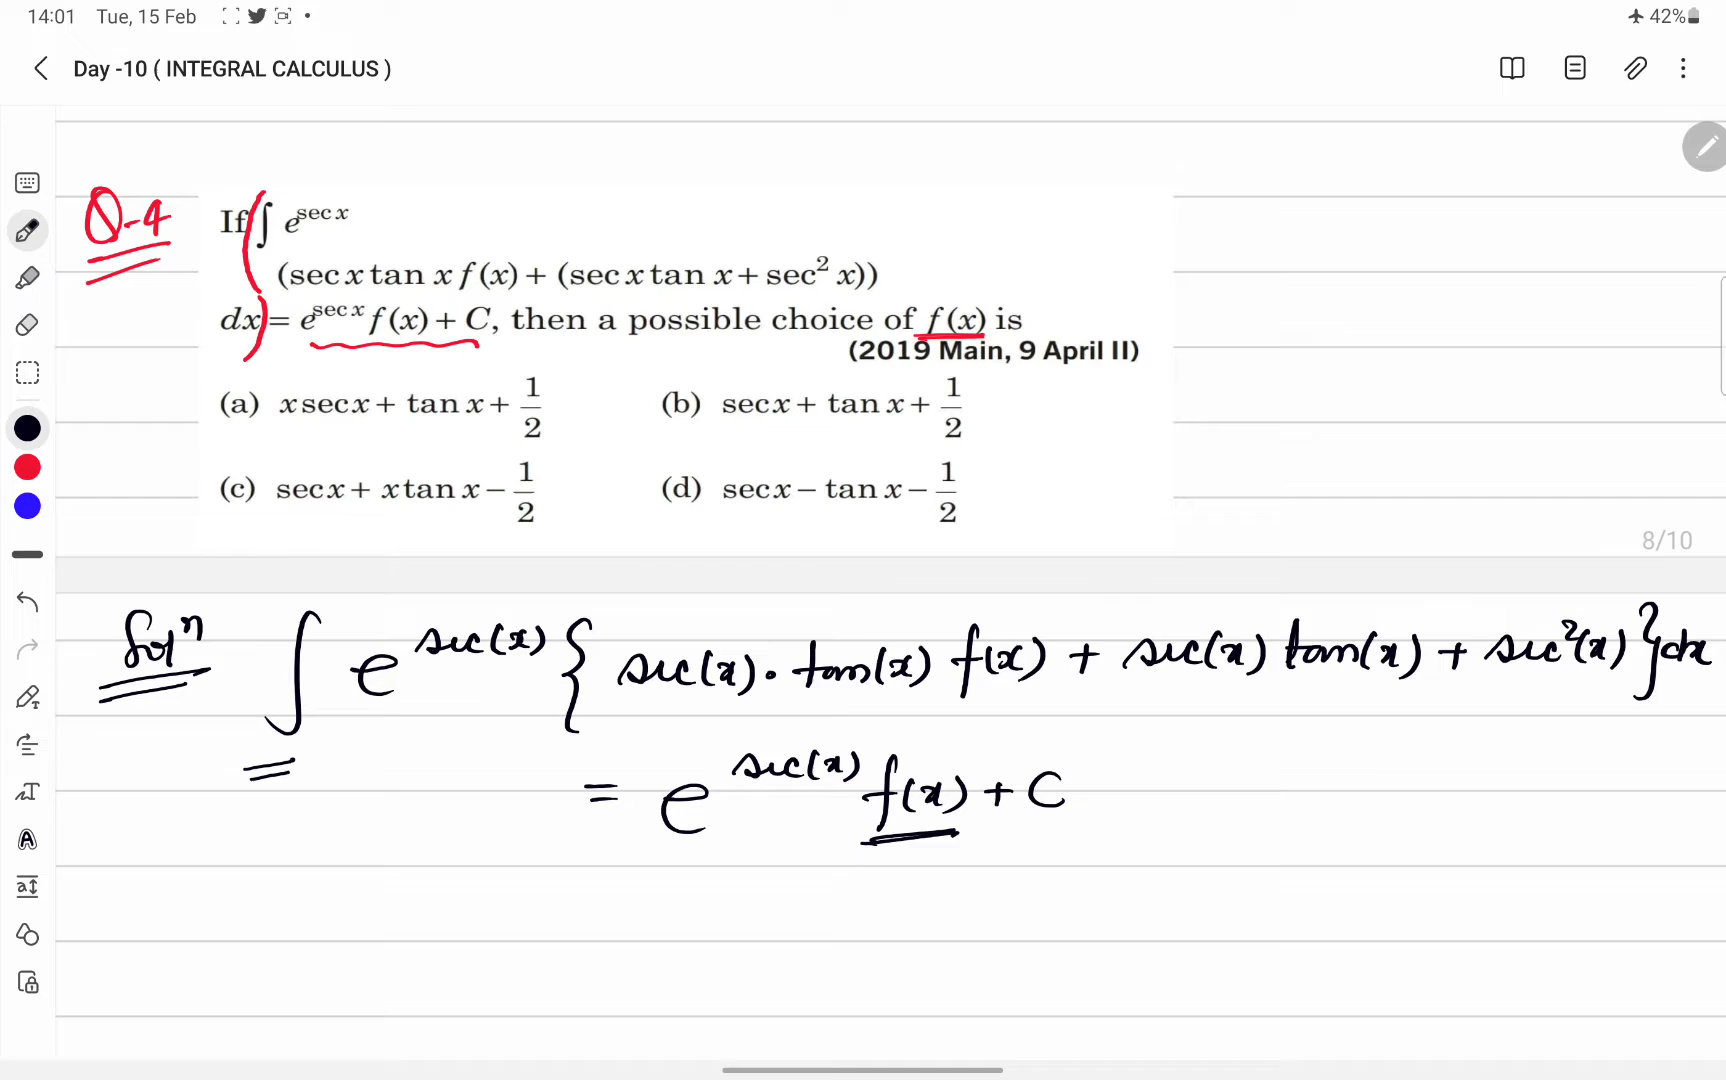 14:01 Tue, 15 Feb
42%
Day -10 ( INTEGRAL CALCULUS )
Q-4
If ∫ e^{sec x}
(sec x tan x f(x) + (sec x tan x + sec² x))
dx = e^{sec x} f(x) + C, then a possible choice of f(x) is
(2019 Main, 9 April II)
(a) x sec x + tan x + 1/2 (b) sec x + tan x + 1/2
(c) sec x + x tan x − 1/2 (d) sec x − tan x − 1/2
8/10
Solⁿ ∫ e^{sec(x)} { sec(x) · tan(x) f(x) + sec(x) tan(x) + sec²(x) } dx
= = e^{sec(x)} f(x) + C